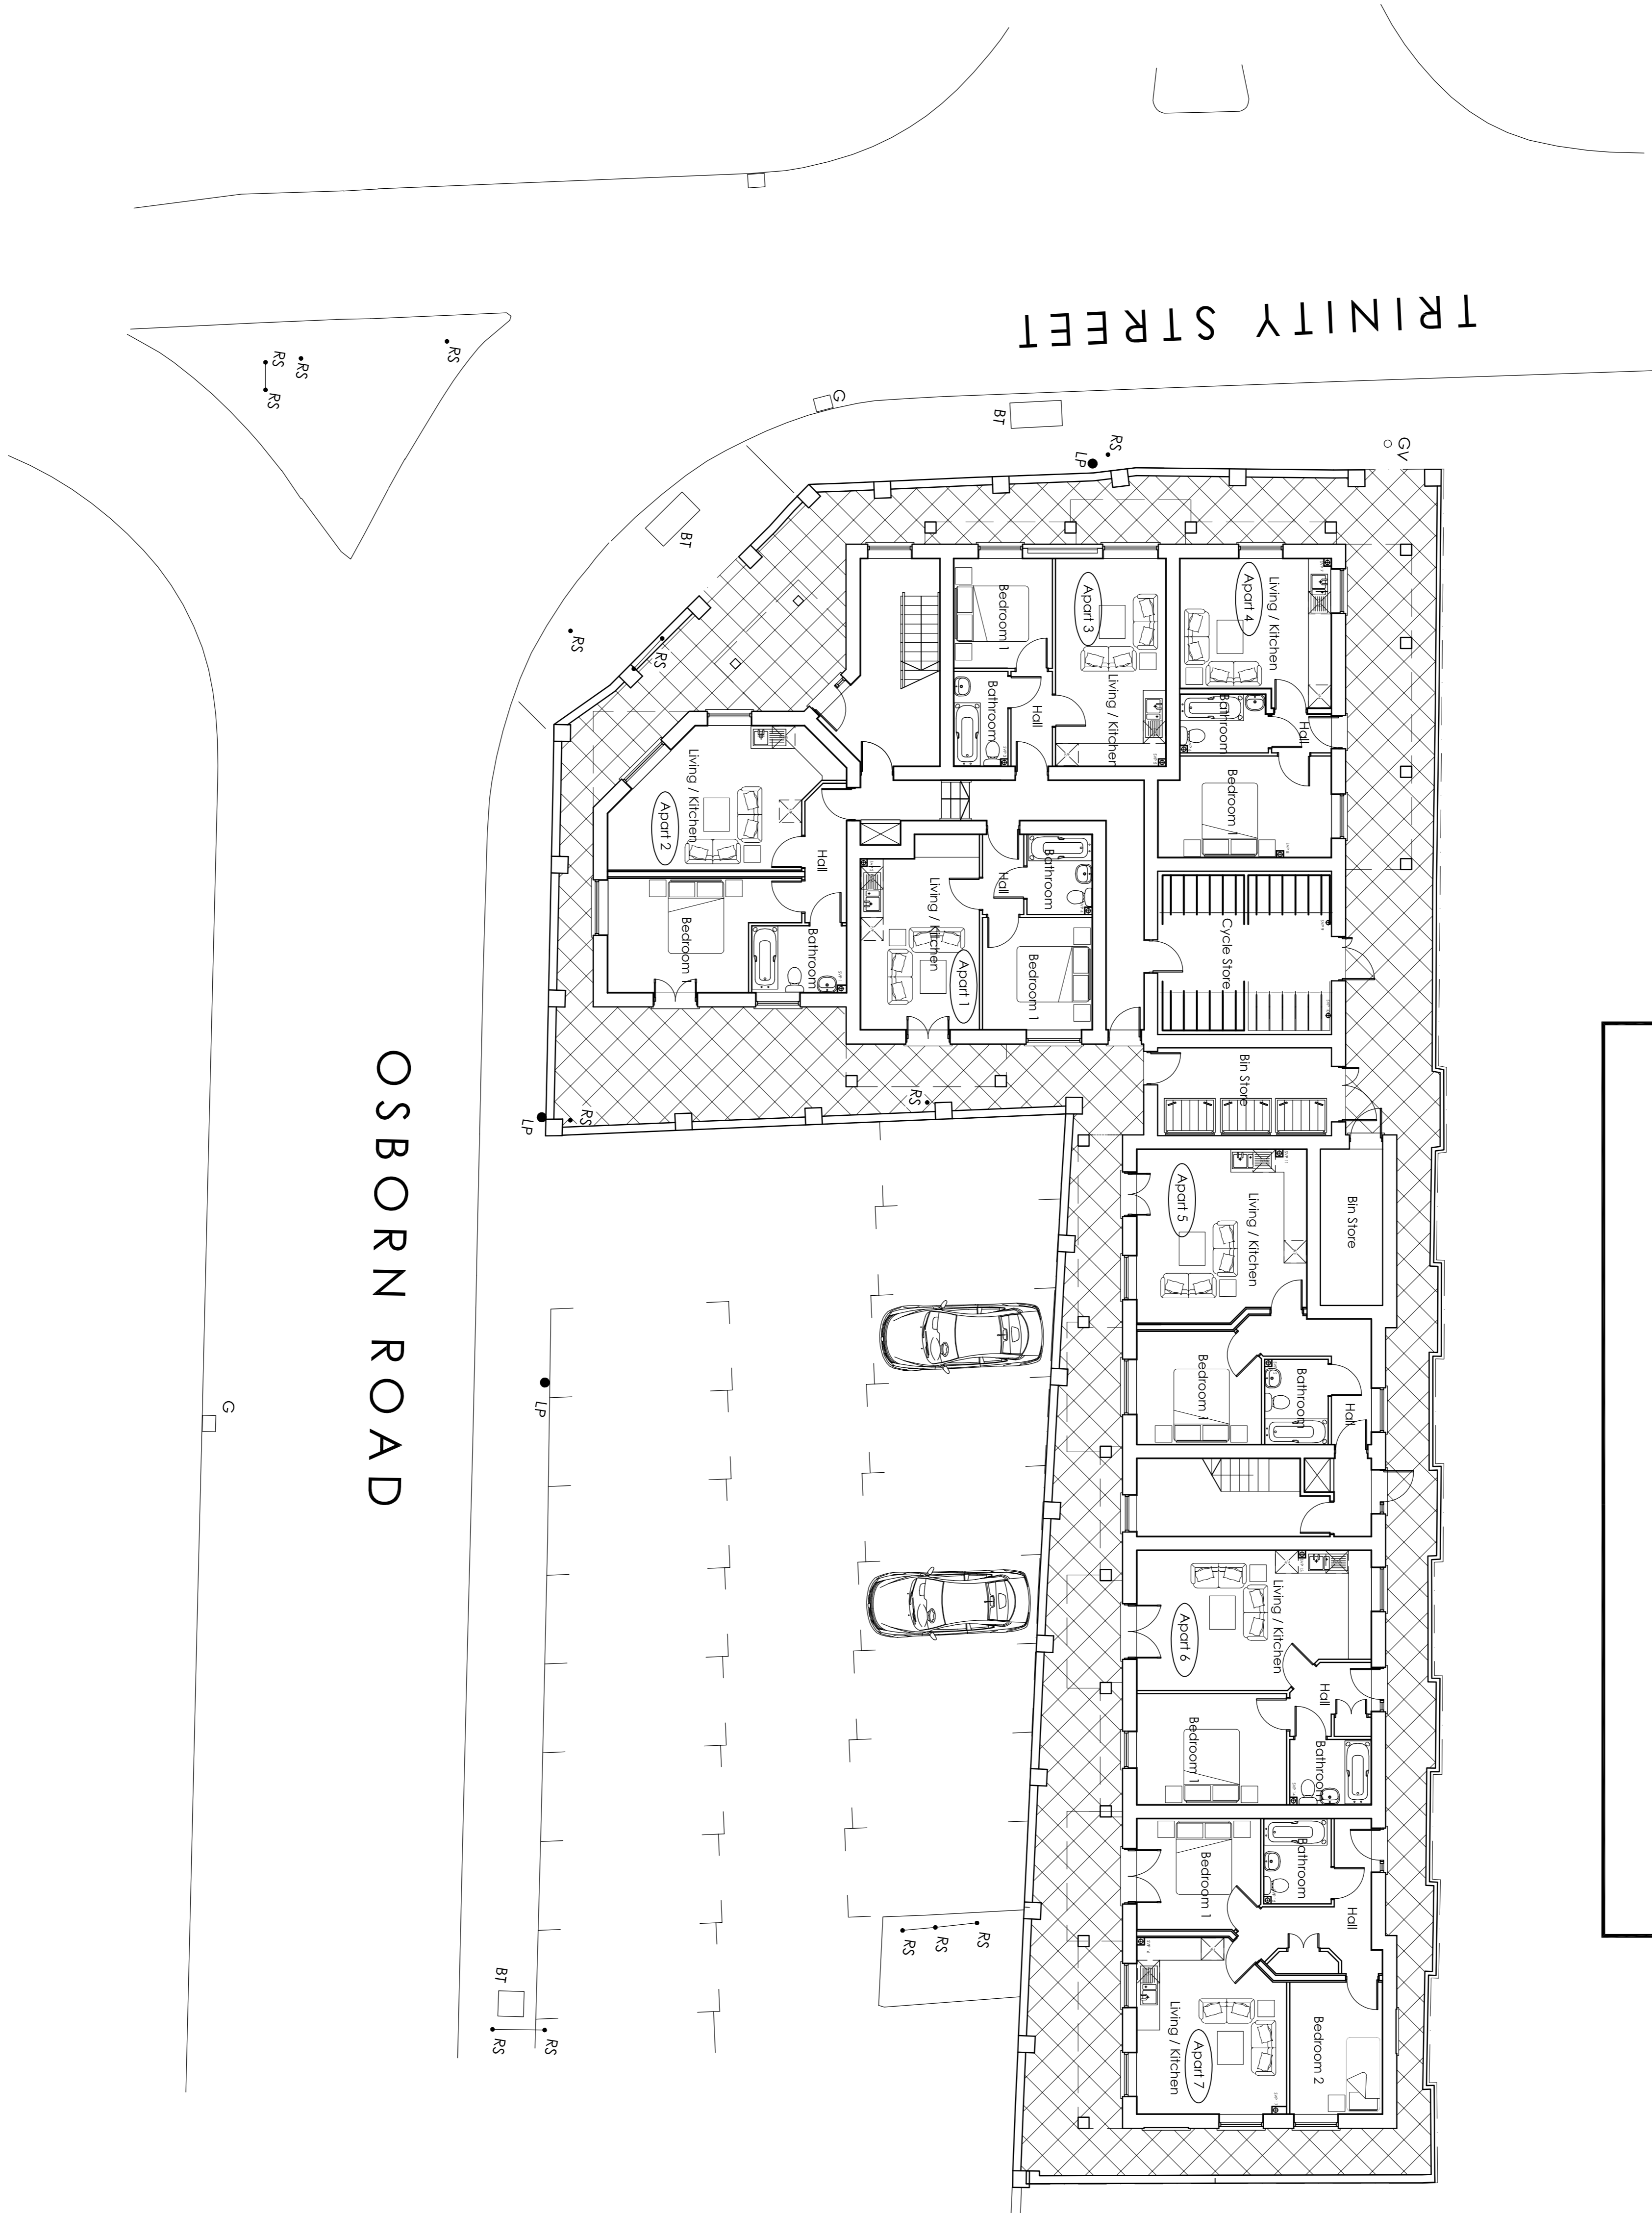 TRINITY STREET
RS
RS
RS
RS
G
BT
RS
LP
GV
BT
RS
RS
Bedroom 1
Apart 3
Living / Kitchen
Bathroom
Hall
Apart 4
Living / Kitchen
Bathroom
Hall
Bedroom 1
Living / Kitchen
Apart 2
Hall
Bedroom 1
Bathroom
Living / Kitchen
Apart 1
Hall
Bathroom
Bedroom 1
Cycle Store
Bin Store
RS
RS
LP
OSBORN ROAD
Apart 5
Living / Kitchen
Bin Store
Bedroom 1
Bathroom
Hall
G
LP
Apart 6
Living / Kitchen
Hall
Bedroom 1
Bathroom
Bedroom 1
Bathroom
Hall
RS
RS
RS
BT
RS
RS
Living / Kitchen
Apart 7
Bedroom 2